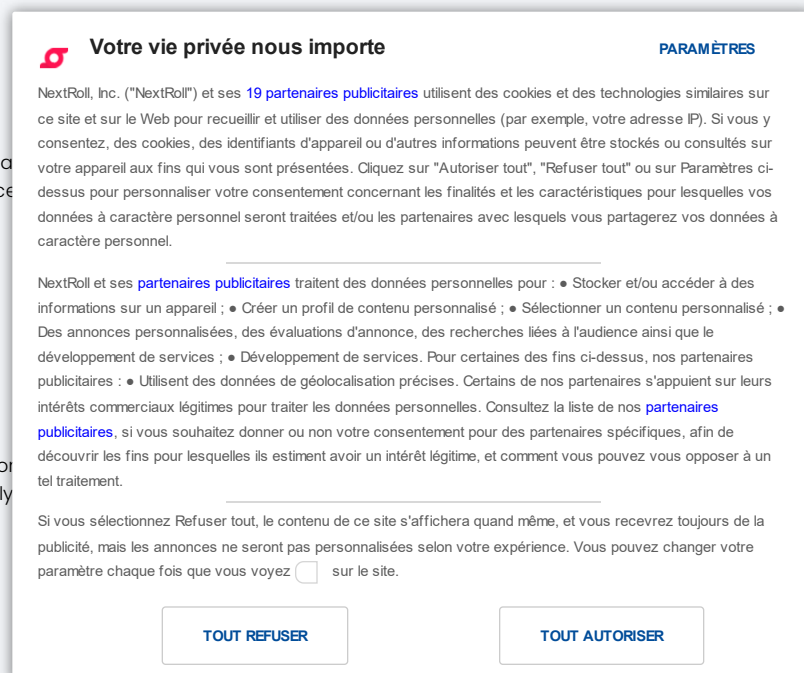 Votre vie privée nous importe
PARAMÈTRES
NextRoll, Inc. ("NextRoll") et ses 19 partenaires publicitaires utilisent des cookies et des technologies similaires sur
ce site et sur le Web pour recueillir et utiliser des données personnelles (par exemple, votre adresse IP). Si vous y
consentez, des cookies, des identifiants d'appareil ou d'autres informations peuvent être stockés ou consultés sur
votre appareil aux fins qui vous sont présentées. Cliquez sur "Autoriser tout", "Refuser tout" ou sur Paramètres ci-
dessus pour personnaliser votre consentement concernant les finalités et les caractéristiques pour lesquelles vos
données à caractère personnel seront traitées et/ou les partenaires avec lesquels vous partagerez vos données à
caractère personnel.
NextRoll et ses partenaires publicitaires traitent des données personnelles pour : ● Stocker et/ou accéder à des
informations sur un appareil ; ● Créer un profil de contenu personnalisé ; ● Sélectionner un contenu personnalisé ; ●
Des annonces personnalisées, des évaluations d'annonce, des recherches liées à l'audience ainsi que le
développement de services ; ● Développement de services. Pour certaines des fins ci-dessus, nos partenaires
publicitaires : ● Utilisent des données de géolocalisation précises. Certains de nos partenaires s'appuient sur leurs
intérêts commerciaux légitimes pour traiter les données personnelles. Consultez la liste de nos partenaires
publicitaires, si vous souhaitez donner ou non votre consentement pour des partenaires spécifiques, afin de
découvrir les fins pour lesquelles ils estiment avoir un intérêt légitime, et comment vous pouvez vous opposer à un
tel traitement.
Si vous sélectionnez Refuser tout, le contenu de ce site s'affichera quand même, et vous recevrez toujours de la
publicité, mais les annonces ne seront pas personnalisées selon votre expérience. Vous pouvez changer votre
paramètre chaque fois que vous voyez sur le site.
TOUT REFUSER
TOUT AUTORISER